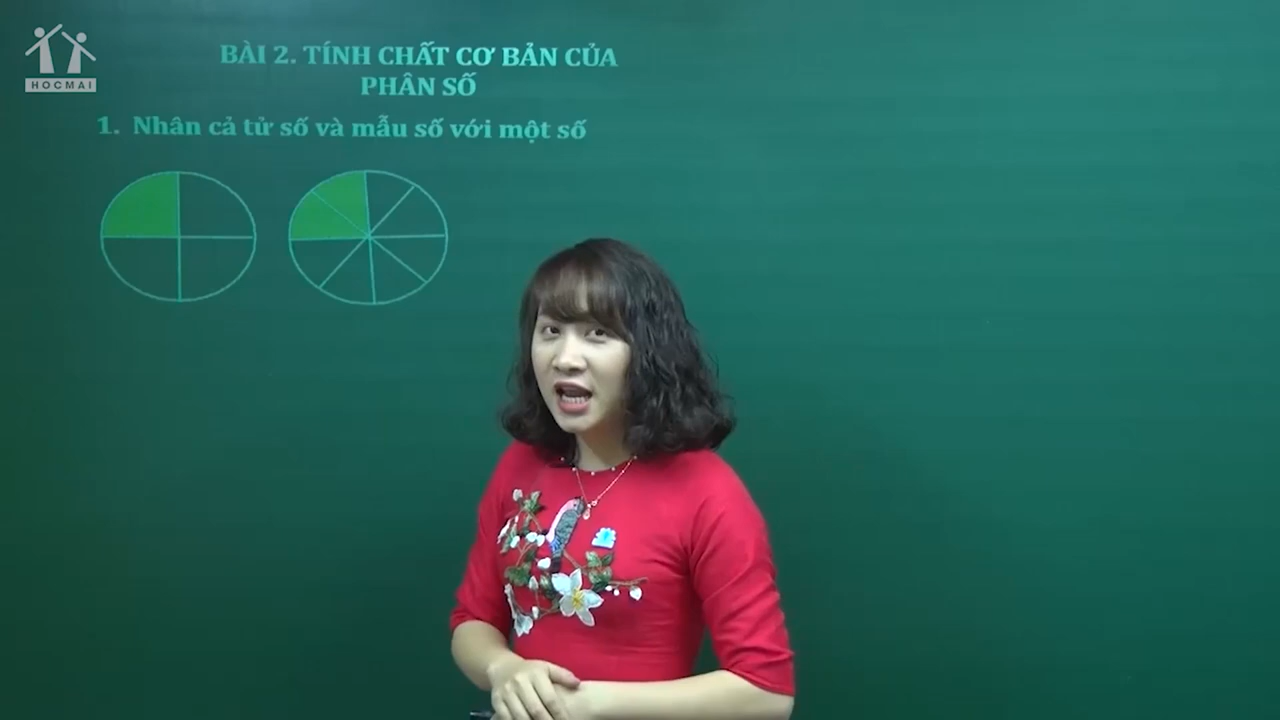 HOCMAI
BÀI 2. TÍNH CHẤT CƠ BẢN CỦA
PHÂN SỐ
1. Nhân cả tử số và mẫu số với một số